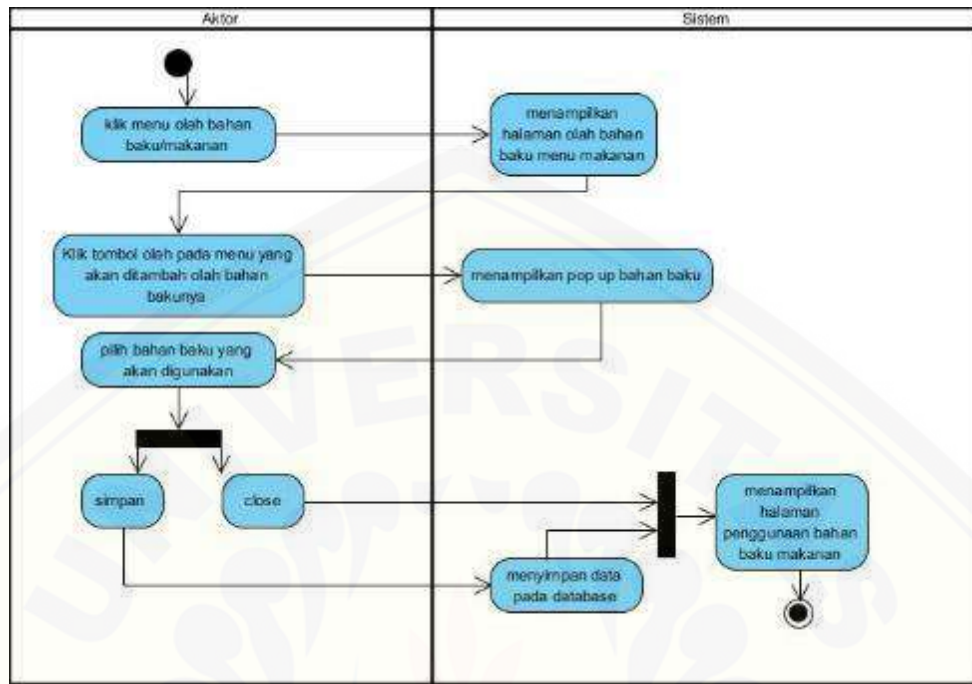 Aktor
Sistem
klik menu olah bahan
baku/makanan
menampilkan
halaman olah bahan
baku menu makanan
Klik tombol olah pada menu yang
akan ditambah olah bahan
bakunya
menampilkan pop up bahan baku
pilih bahan baku yang
akan digunakan
simpan
close
menyimpan data
pada database
menampilkan
halaman
penggunaan bahan
baku makanan
UNIVERSITAS